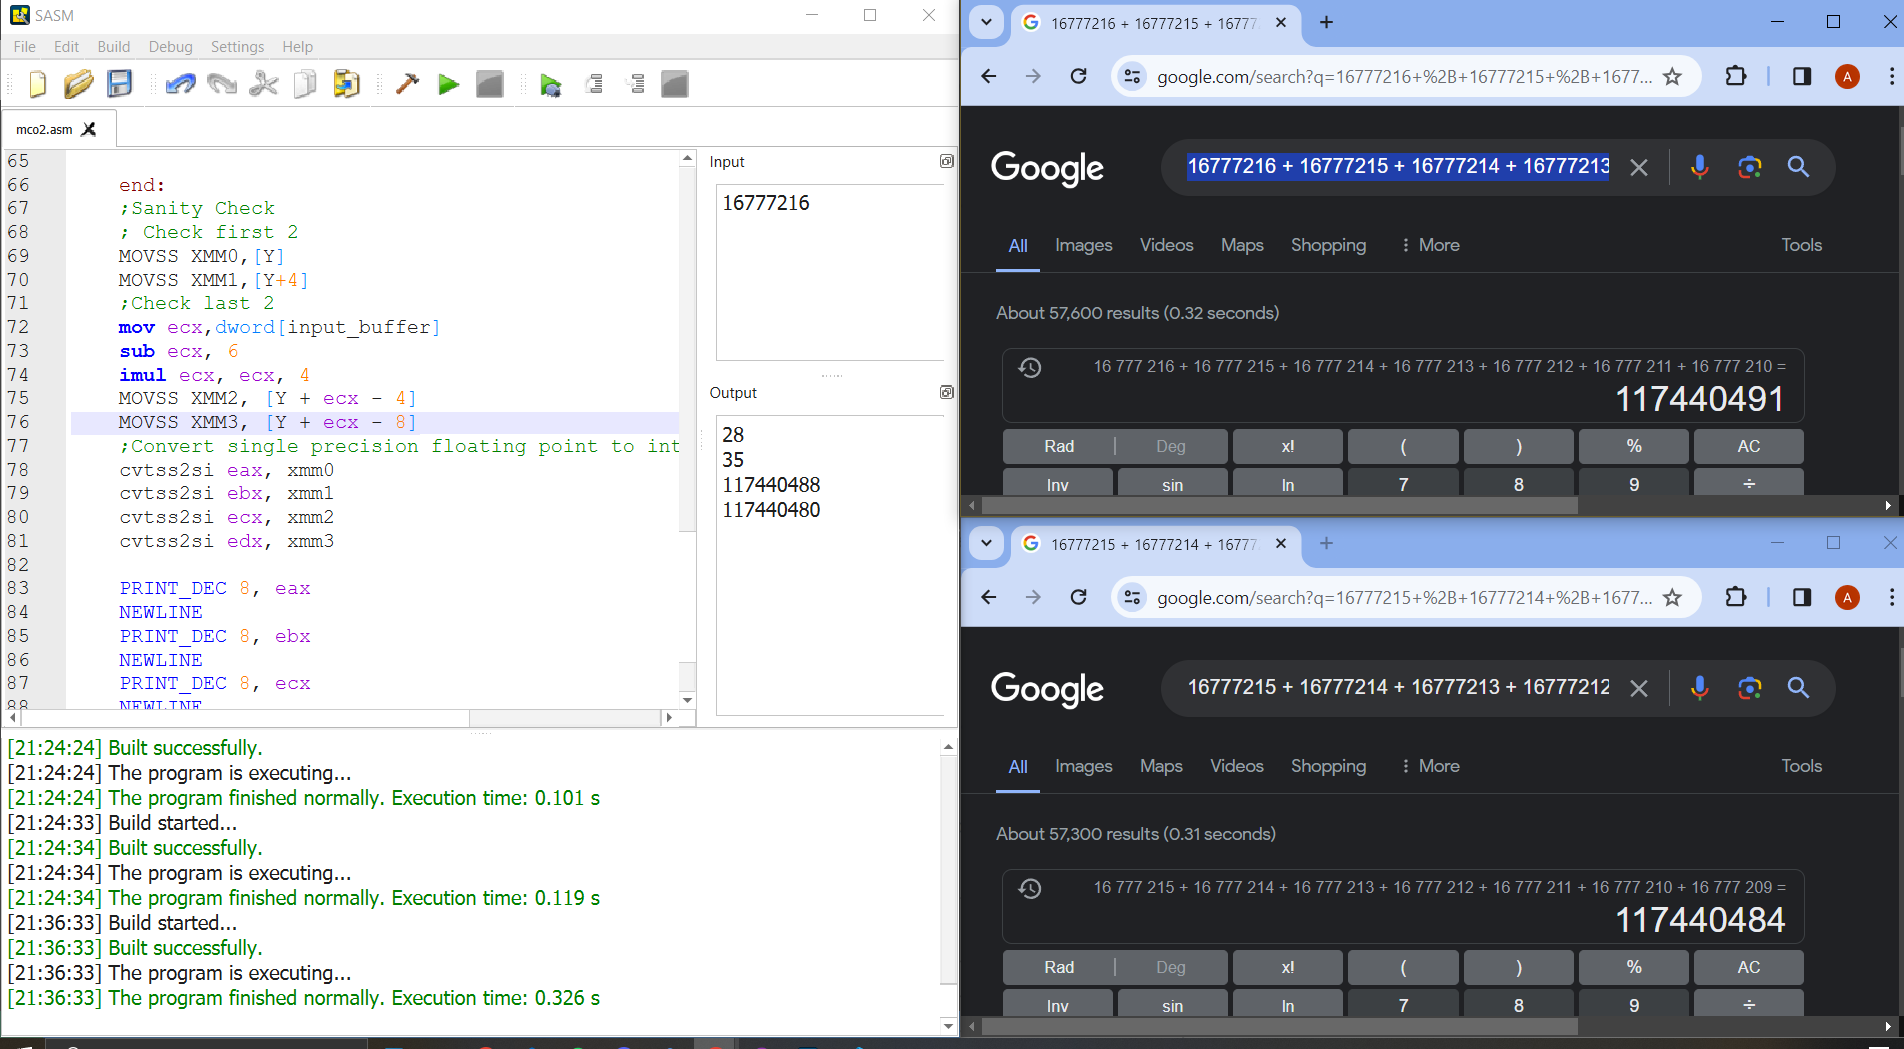 SASM
File Edit Build Debug Settings Help
mco2.asm
65
66 end:
67 ;Sanity Check
68 ; Check first 2
69 MOVSS XMM0,[Y]
70 MOVSS XMM1,[Y+4]
71 ;Check last 2
72 mov ecx,dword[input_buffer]
73 sub ecx, 6
74 imul ecx, ecx, 4
75 MOVSS XMM2, [Y + ecx - 4]
76 MOVSS XMM3, [Y + ecx - 8]
77 ;Convert single precision floating point to int
78 cvtss2si eax, xmm0
79 cvtss2si ebx, xmm1
80 cvtss2si ecx, xmm2
81 cvtss2si edx, xmm3
82
83 PRINT_DEC 8, eax
84 NEWLINE
85 PRINT_DEC 8, ebx
86 NEWLINE
87 PRINT_DEC 8, ecx
88 NEWLINE
Input
16777216
Output
28
35
117440488
117440480
[21:24:24] Built successfully.
[21:24:24] The program is executing...
[21:24:24] The program finished normally. Execution time: 0.101 s
[21:24:33] Build started...
[21:24:34] Built successfully.
[21:24:34] The program is executing...
[21:24:34] The program finished normally. Execution time: 0.119 s
[21:36:33] Build started...
[21:36:33] Built successfully.
[21:36:33] The program is executing...
[21:36:33] The program finished normally. Execution time: 0.326 s
16777216 + 16777215 + 16777
google.com/search?q=16777216+%2B+16777215+%2B+1677...
A
Google
16777216 + 16777215 + 16777214 + 16777213
All Images Videos Maps Shopping More Tools
About 57,600 results (0.32 seconds)
16 777 216 + 16 777 215 + 16 777 214 + 16 777 213 + 16 777 212 + 16 777 211 + 16 777 210 =
117440491
Rad | Deg x! ( ) % AC
Inv sin ln 7 8 9 ÷
16777215 + 16777214 + 16777
google.com/search?q=16777215+%2B+16777214+%2B+1677...
A
Google
16777215 + 16777214 + 16777213 + 16777212
All Images Maps Videos Shopping More Tools
About 57,300 results (0.31 seconds)
16 777 215 + 16 777 214 + 16 777 213 + 16 777 212 + 16 777 211 + 16 777 210 + 16 777 209 =
117440484
Rad | Deg x! ( ) % AC
Inv sin ln 7 8 9 ÷